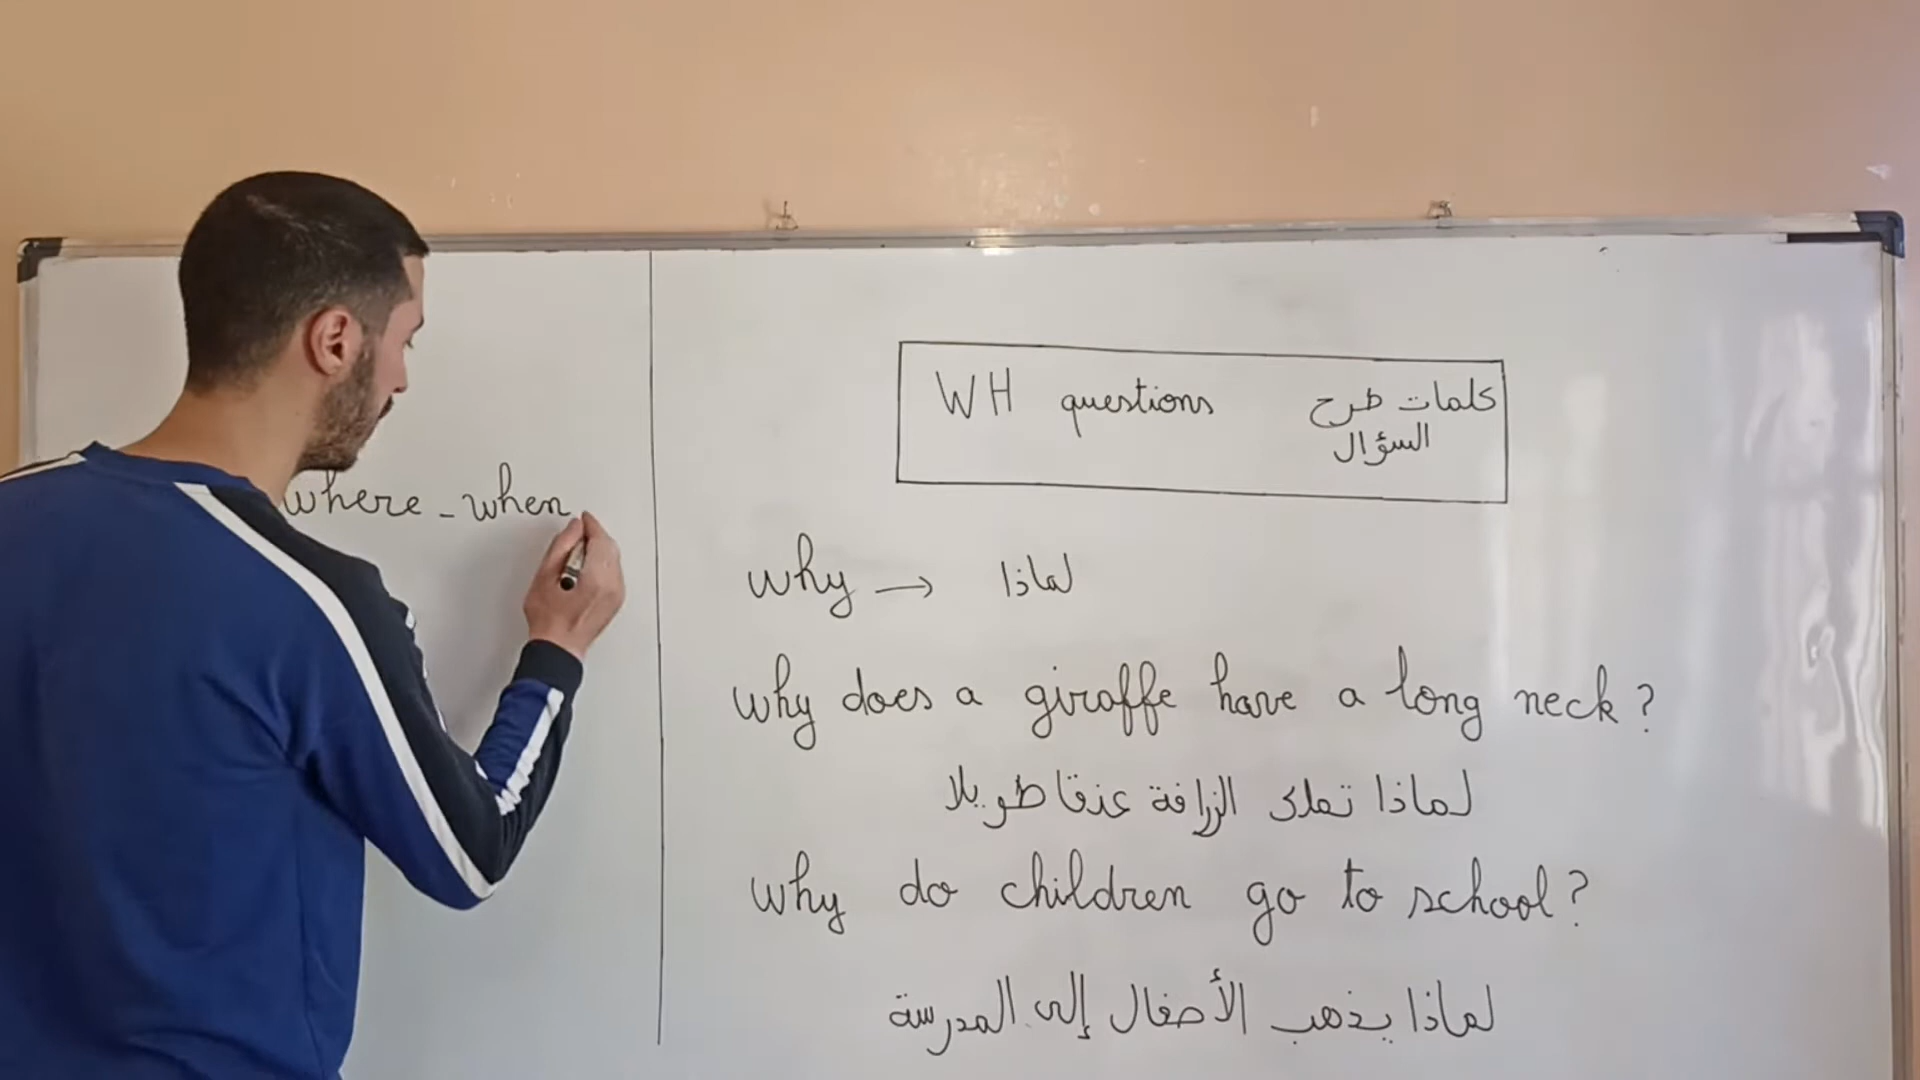 where - when
WH questions كلمات طرح
السؤال
why → لماذا
why does a giraffe have a long neck?
لماذا تملك الزرافة عنقا طويلا
why do children go to school?
لماذا يذهب الأطفال إلى المدرسة